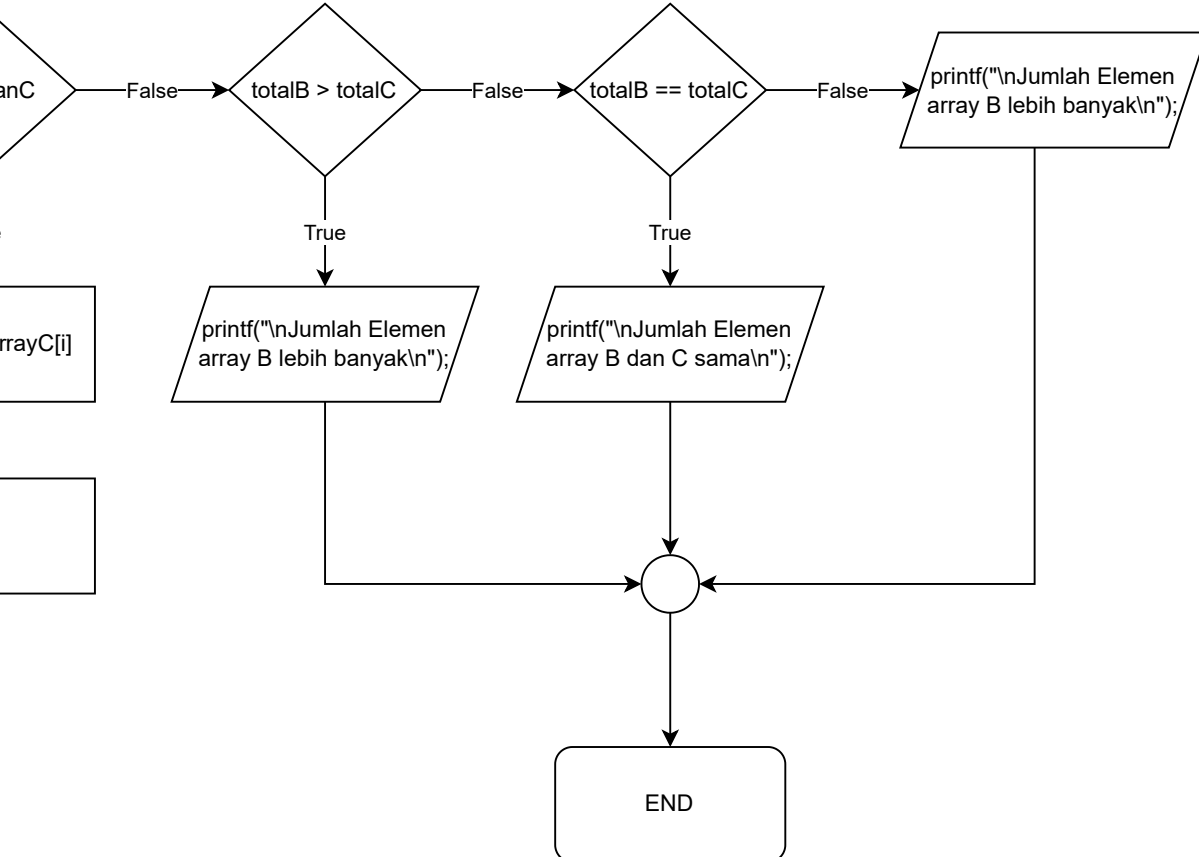 anC
False
totalB > totalC
False
totalB == totalC
False
printf("\nJumlah Elemen
array B lebih banyak\n");
True
True
rrayC[i]
printf("\nJumlah Elemen
array B lebih banyak\n");
printf("\nJumlah Elemen
array B dan C sama\n");
END